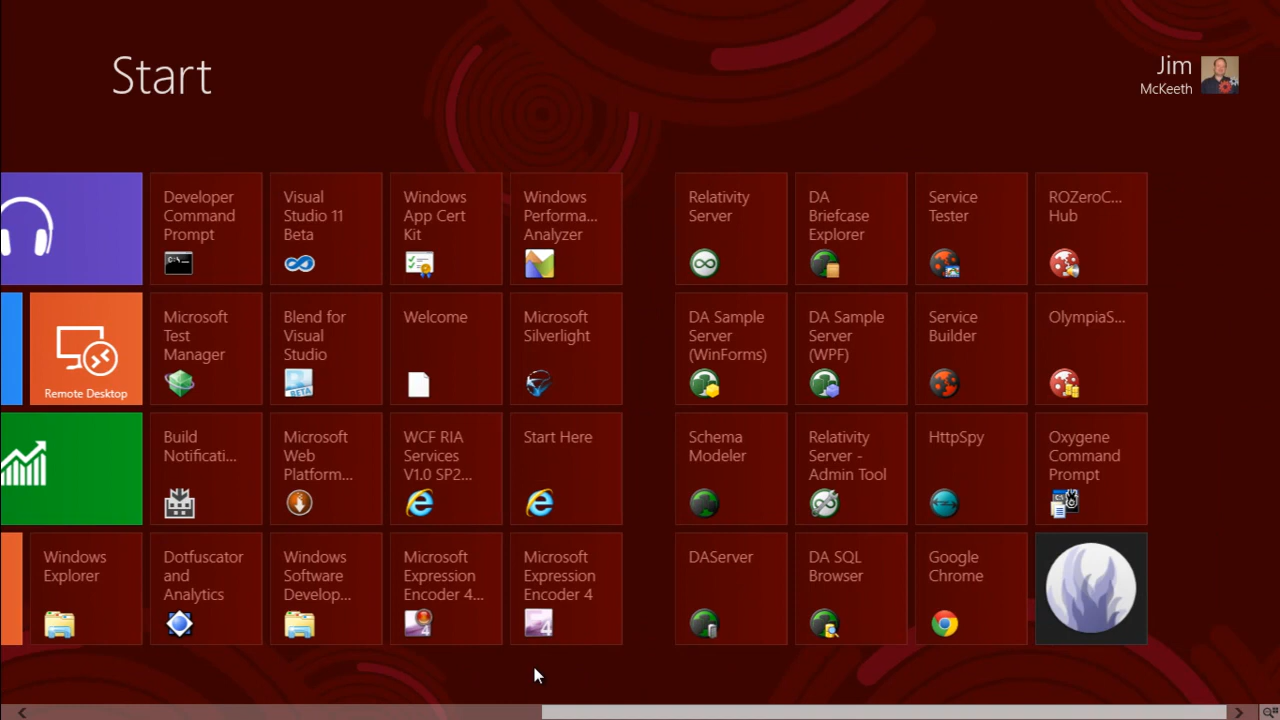 Start
Jim
McKeeth
Developer
Command
Prompt
Visual
Studio 11
Beta
Windows
App Cert
Kit
Windows
Performa...
Analyzer
Relativity
Server
DA
Briefcase
Explorer
Service
Tester
ROZeroC...
Hub
Remote Desktop
Microsoft
Test
Manager
Blend for
Visual
Studio
BETA
Welcome
Microsoft
Silverlight
DA Sample
Server
(WinForms)
DA Sample
Server
(WPF)
Service
Builder
OlympiaS...
Build
Notificati...
Microsoft
Web
Platform...
WCF RIA
Services
V1.0 SP2...
Start Here
Schema
Modeler
Relativity
Server -
Admin Tool
HttpSpy
Oxygene
Command
Prompt
Windows
Explorer
Dotfuscator
and
Analytics
Windows
Software
Develop...
Microsoft
Expression
Encoder 4...
4
Microsoft
Expression
Encoder 4
4
DAServer
DA SQL
Browser
Google
Chrome